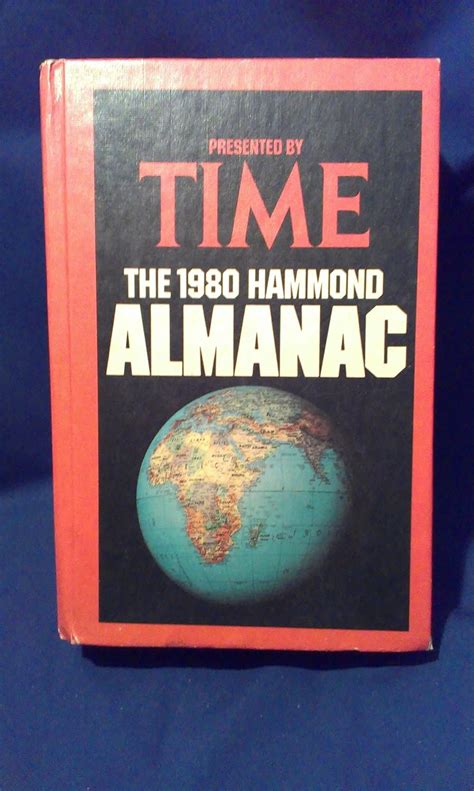 PRESENTED BY
TIME
THE 1980 HAMMOND
ALMANAC